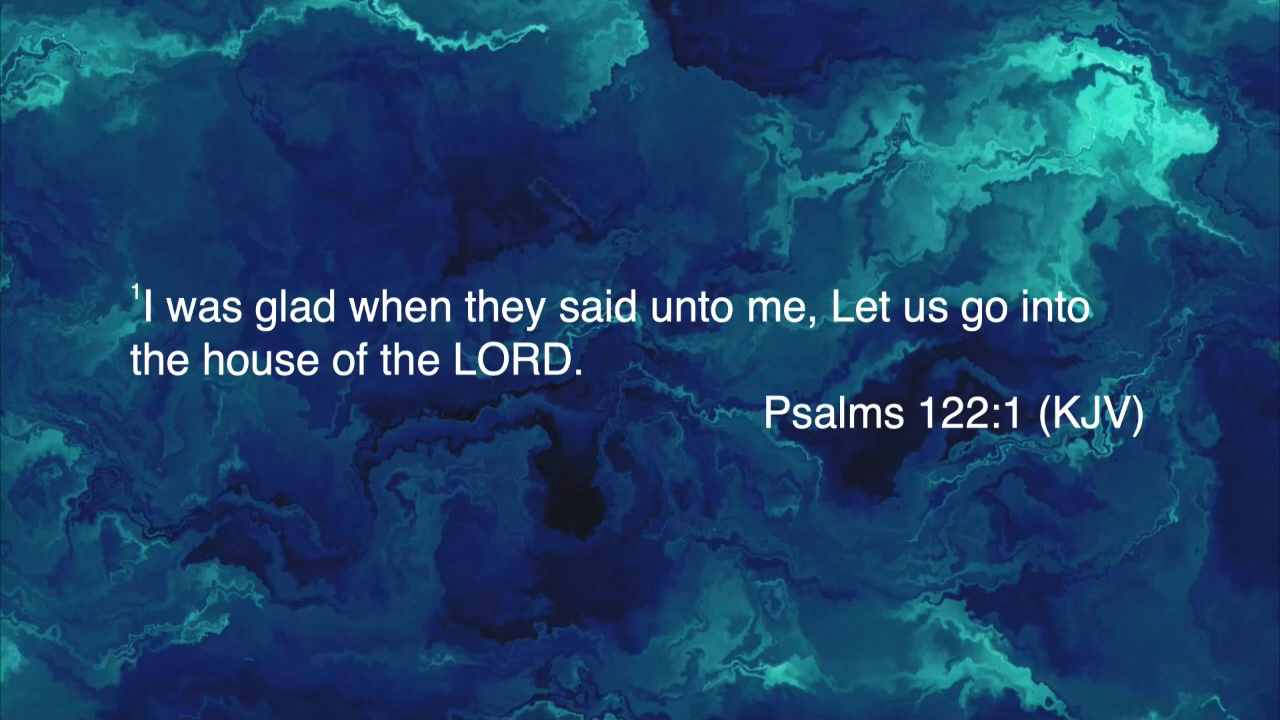 ¹I was glad when they said unto me, Let us go into
the house of the LORD.
Psalms 122:1 (KJV)